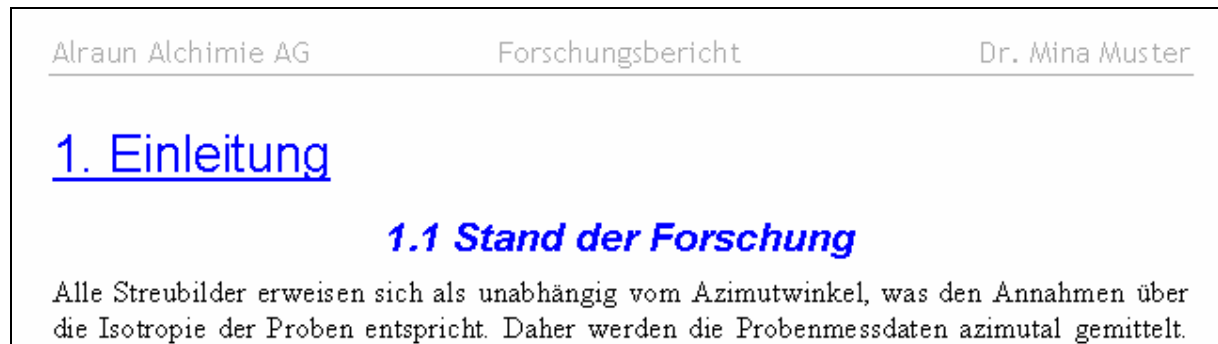 Alraun Alchimie AG Forschungsbericht Dr. Mina Muster
1. Einleitung
1.1 Stand der Forschung
Alle Streubilder erweisen sich als unabhängig vom Azimutwinkel, was den Annahmen über
die Isotropie der Proben entspricht. Daher werden die Probenmessdaten azimutal gemittelt.